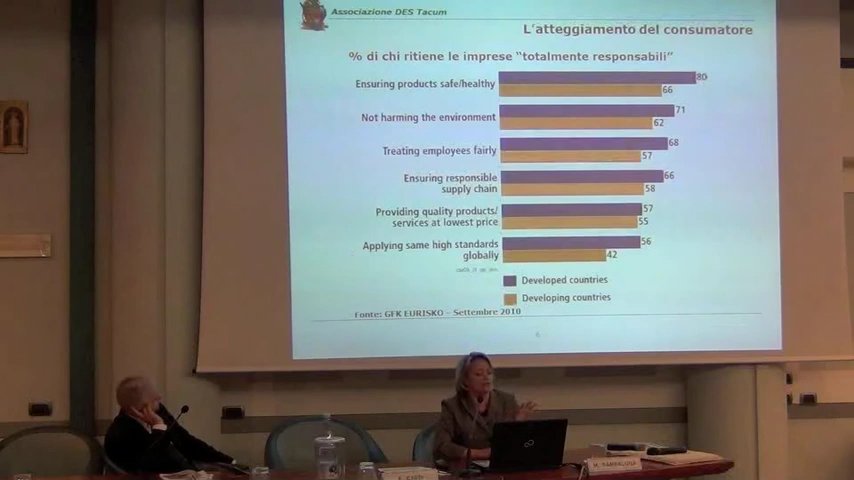 Associazione DES Tacum
L'atteggiamento del consumatore
% di chi ritiene le imprese "totalmente responsabili"
Ensuring products safe/healthy
80
66
Not harming the environment
71
62
Treating employees fairly
68
57
Ensuring responsible
supply chain
66
58
Providing quality products/
services at lowest price
57
55
Applying same high standards
globally
56
42
Developed countries
Developing countries
Fonte: GFK EURISKO – Settembre 2010